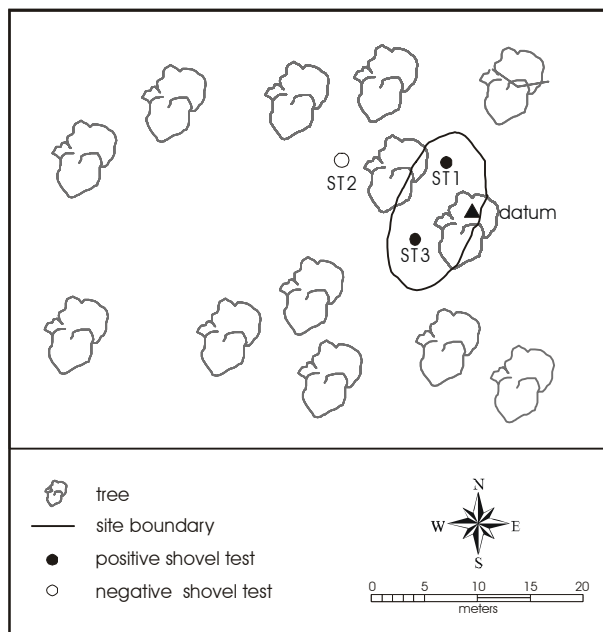 ST2
ST1
datum
ST3
tree
site boundary
positive shovel test
negative shovel test
N
W E
S
0 5 10 15 20
meters